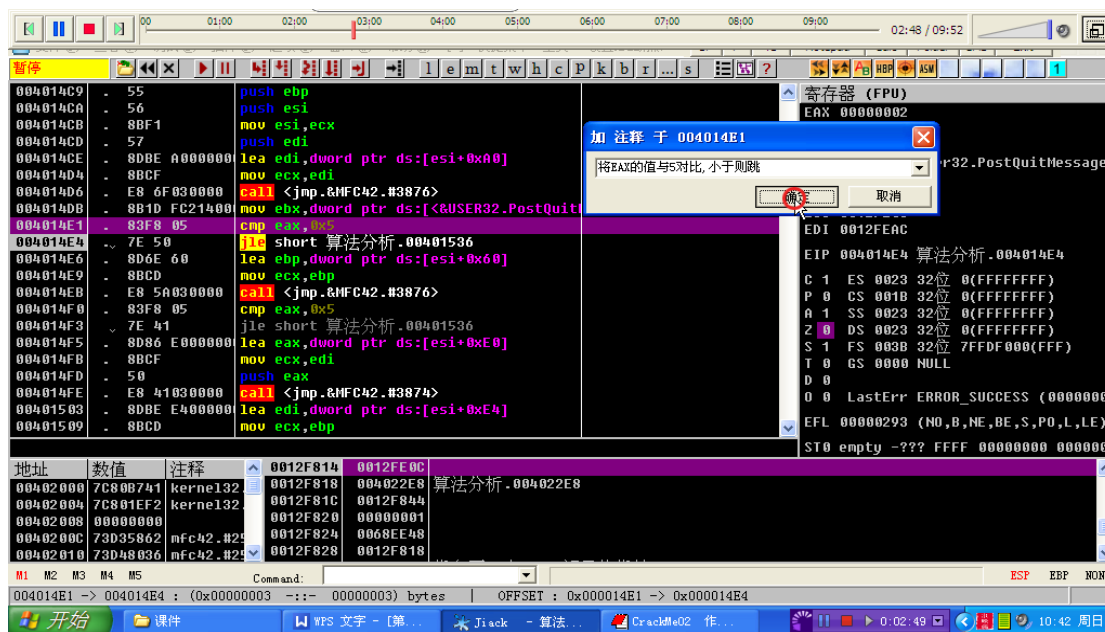 00 01:00 02:00 03:00 04:00 05:00 06:00 07:00 08:00 09:00 02:48 / 09:52
暂停 l e m t w h c P k b r ... s ? HBP ASM 1
004014C9 . 55 push ebp
004014CA . 56 push esi
004014CB . 8BF1 mov esi,ecx
004014CD . 57 push edi
004014CE . 8DBE A000000 lea edi,dword ptr ds:[esi+0xA0]
004014D4 . 8BCF mov ecx,edi
004014D6 . E8 6F030000 call <jmp.&MFC42.#3876>
004014DB . 8B1D FC21400 mov ebx,dword ptr ds:[<&USER32.PostQuit
004014E1 . 83F8 05 cmp eax,0x5
004014E4 . 7E 50 jle short 算法分析.00401536
004014E6 . 8D6E 60 lea ebp,dword ptr ds:[esi+0x60]
004014E9 . 8BCD mov ecx,ebp
004014EB . E8 5A030000 call <jmp.&MFC42.#3876>
004014F0 . 83F8 05 cmp eax,0x5
004014F3 . 7E 41 jle short 算法分析.00401536
004014F5 . 8D86 E000000 lea eax,dword ptr ds:[esi+0xE0]
004014FB . 8BCF mov ecx,edi
004014FD . 50 push eax
004014FE . E8 41030000 call <jmp.&MFC42.#3874>
00401503 . 8DBE E400000 lea edi,dword ptr ds:[esi+0xE4]
00401509 . 8BCD mov ecx,ebp
寄存器 (FPU)
EAX 00000002
r32.PostQuitMessage
EDI 0012FEAC
EIP 004014E4 算法分析.004014E4
C 1 ES 0023 32位 0(FFFFFFFF)
P 0 CS 001B 32位 0(FFFFFFFF)
A 1 SS 0023 32位 0(FFFFFFFF)
Z 0 DS 0023 32位 0(FFFFFFFF)
S 1 FS 003B 32位 7FFDF000(FFF)
T 0 GS 0000 NULL
D 0
O 0 LastErr ERROR_SUCCESS (0000000
EFL 00000293 (NO,B,NE,BE,S,PO,L,LE)
ST0 empty -??? FFFF 00000000 000000
加 注释 于 004014E1
将EAX的值与5对比,小于则跳
确定 取消
地址 数值 注释
00402000 7C80B741 kernel32.
00402004 7C801EF2 kernel32.
00402008 00000000
0040200C 73D35862 mfc42.#25
00402010 73D48036 mfc42.#25
0012F814 0012FE0C
0012F818 004022E8 算法分析.004022E8
0012F81C 0012F844
0012F820 00000001
0012F824 0068EE48
0012F828 0012F818
M1 M2 M3 M4 M5 Command: ESP EBP NON
004014E1 -> 004014E4 : (0x00000003 -::- 00000003) bytes | OFFSET : 0x000014E1 -> 0x000014E4
开始 课件 WPS 文字 - [第... Jiack - 算法... CrackMe02 作... 0:02:49 10:42 周日